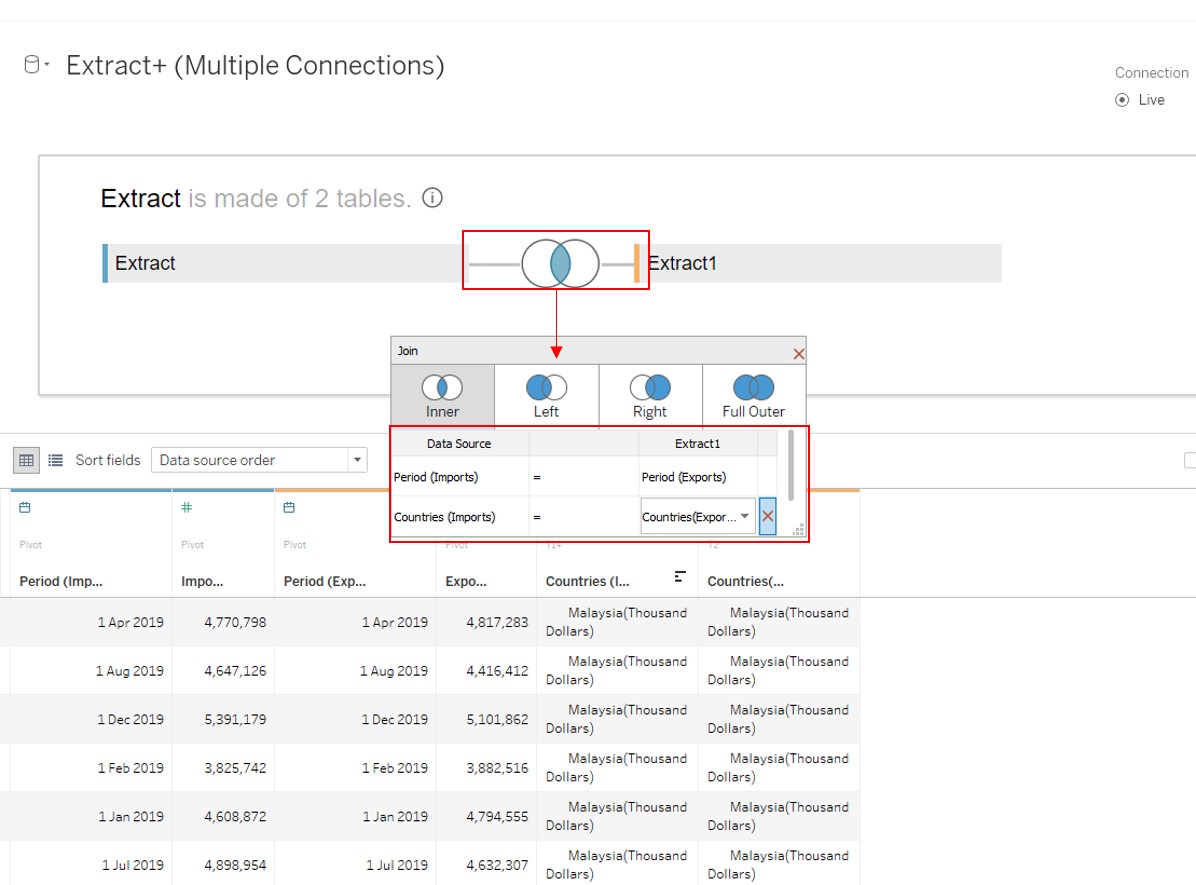 Extract+ (Multiple Connections)
Connection
Live
Extract is made of 2 tables.
Extract
Extract1
Join
Inner
Left
Right
Full Outer
Data Source
Extract1
Period (Imports)
=
Period (Exports)
Countries (Imports)
=
Countries(Expor...
Sort fields
Data source order
Pivot
Pivot
Pivot
Pivot
Period (Imp...
Impo...
Period (Exp...
Expo...
Countries (I...
Countries(...
1 Apr 2019 4,770,798 1 Apr 2019 4,817,283 Malaysia(Thousand Malaysia(Thousand
Dollars) Dollars)
1 Aug 2019 4,647,126 1 Aug 2019 4,416,412 Malaysia(Thousand Malaysia(Thousand
Dollars) Dollars)
1 Dec 2019 5,391,179 1 Dec 2019 5,101,862 Malaysia(Thousand Malaysia(Thousand
Dollars) Dollars)
1 Feb 2019 3,825,742 1 Feb 2019 3,882,516 Malaysia(Thousand Malaysia(Thousand
Dollars) Dollars)
1 Jan 2019 4,608,872 1 Jan 2019 4,794,555 Malaysia(Thousand Malaysia(Thousand
Dollars) Dollars)
1 Jul 2019 4,898,954 1 Jul 2019 4,632,307 Malaysia(Thousand Malaysia(Thousand
Dollars) Dollars)